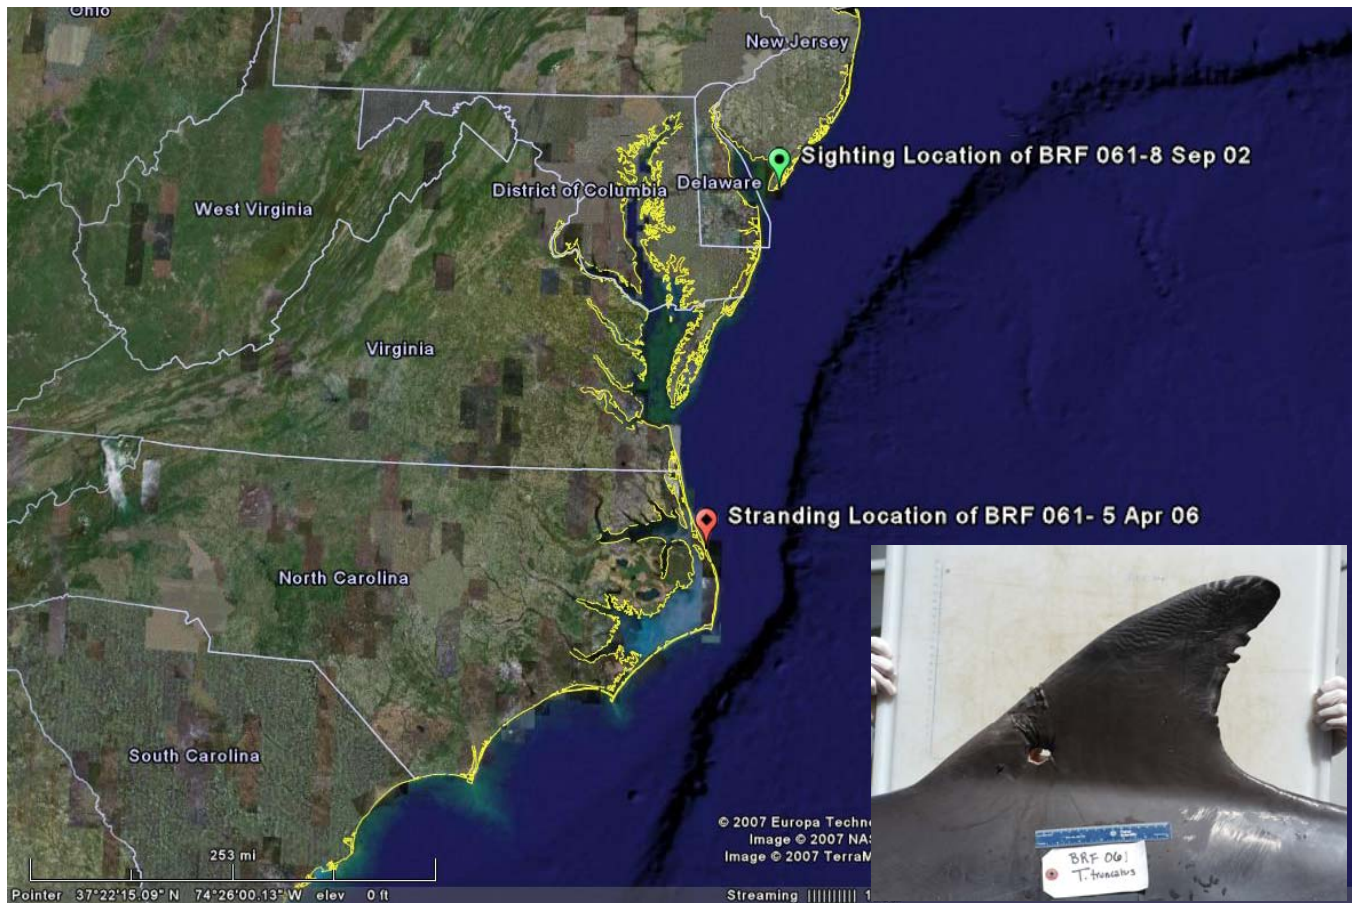 Ohio
New Jersey
Sighting Location of BRF 061-8 Sep 02
District of Columbia
Delaware
West Virginia
Virginia
Stranding Location of BRF 061- 5 Apr 06
North Carolina
South Carolina
© 2007 Europa Techn
Image © 2007 NA
Image © 2007 TerraM
253 mi
Pointer 37°22'15.09" N 74°26'00.13" W elev 0 ft
Streaming ||||||||||
BRF 061
T. truncatus